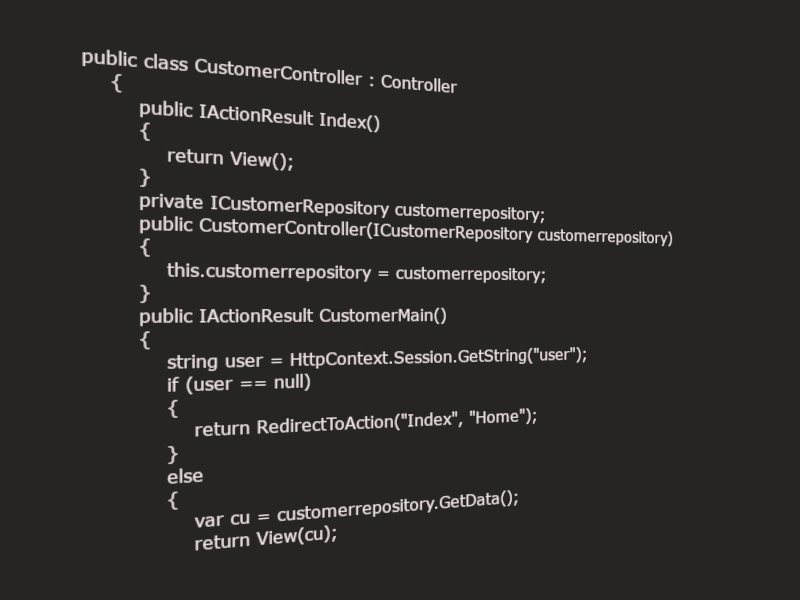 public class CustomerController : Controller
{
public IActionResult Index()
{
return View();
}
private ICustomerRepository customerrepository;
public CustomerController(ICustomerRepository customerrepository)
{
this.customerrepository = customerrepository;
}
public IActionResult CustomerMain()
{
string user = HttpContext.Session.GetString("user");
if (user == null)
{
return RedirectToAction("Index", "Home");
}
else
{
var cu = customerrepository.GetData();
return View(cu);